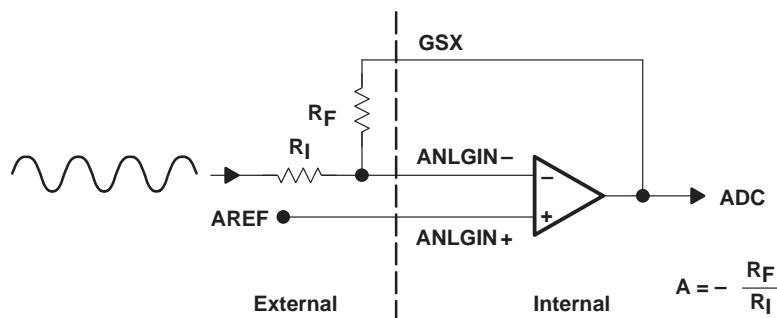 GSX
RF
RI
ANLGIN−
ADC
AREF
ANLGIN+
A = − RF
RI
External
Internal